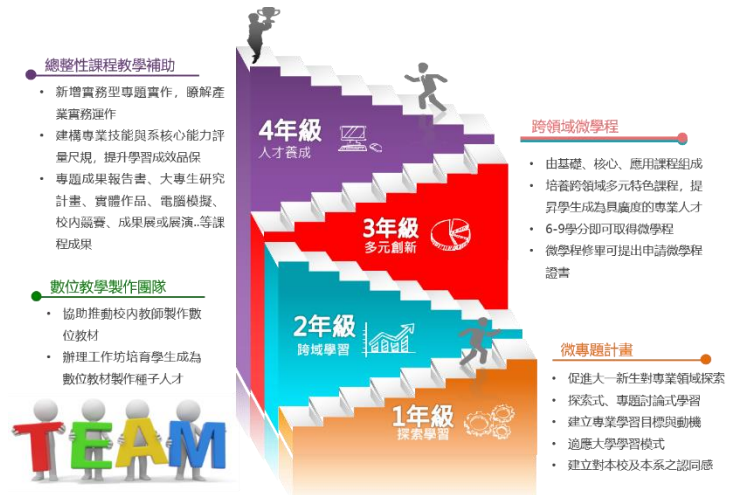 總整性課程教學補助
• 新增實務型專題實作，瞭解產
業實務運作
• 建構專業技能與系核心能力評
量尺規，提升學習成效品保
• 專題成果報告書、大專生研究
計畫、實體作品、電腦模擬、
校內競賽、成果展或展演..等課
程成果
數位教學製作團隊
• 協助推動校內教師製作數
位教材
• 辦理工作坊培育學生成為
數位教材製作種子人才
TEAM
4年級
人才養成
3年級
多元創新
2年級
跨域學習
1年級
探索學習
跨領域微學程
• 由基礎、核心、應用課程組成
• 培養跨領域多元特色課程，提
昇學生成為具廣度的專業人才
• 6-9學分即可取得微學程
• 微學程修畢可提出申請微學程
證書
微專題計畫
• 促進大一新生對專業領域探索
• 探索式、專題討論式學習
• 建立專業學習目標與動機
• 適應大學學習模式
• 建立對本校及本系之認同感